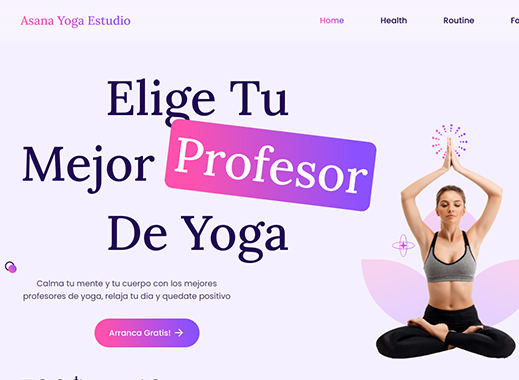 Asana Yoga Estudio
Home Health Routine
Elige Tu
Mejor Profesor
De Yoga
Calma tu mente y tu cuerpo con los mejores
profesores de yoga, relaja tu dia y quedate positivo
Arranca Gratis!